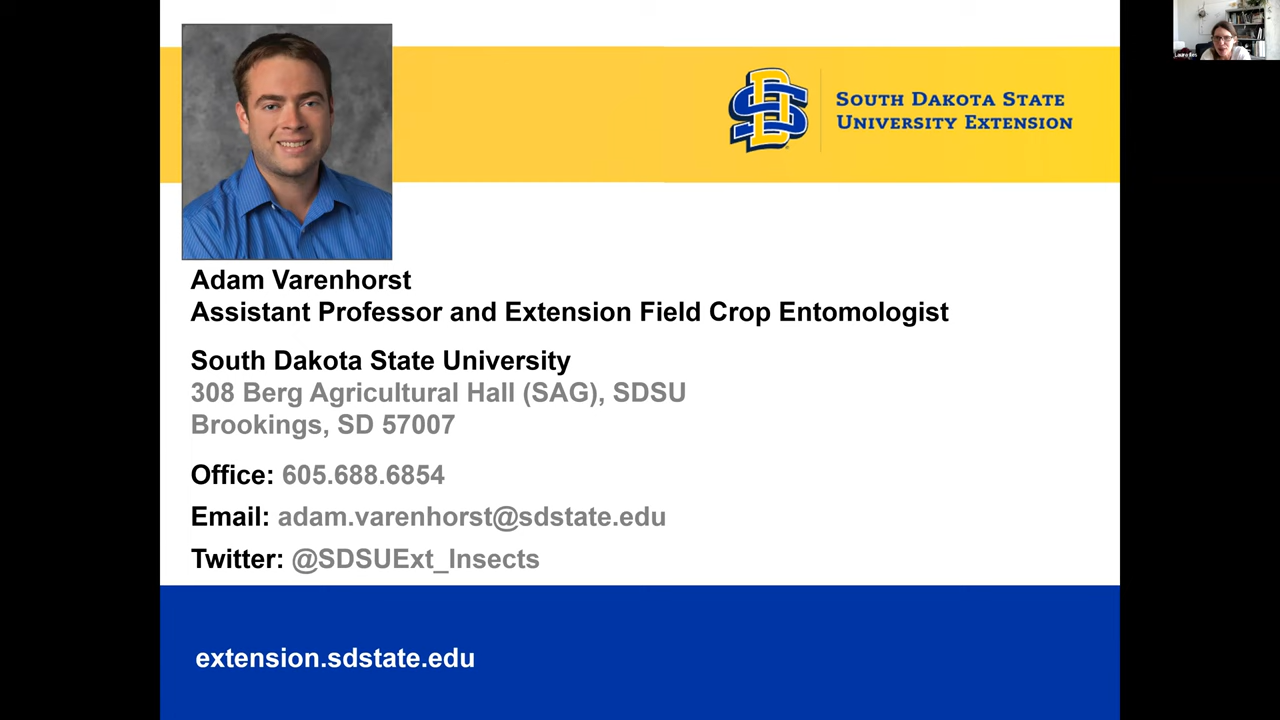 South Dakota State
University Extension
Adam Varenhorst
Assistant Professor and Extension Field Crop Entomologist
South Dakota State University
308 Berg Agricultural Hall (SAG), SDSU
Brookings, SD 57007
Office: 605.688.6854
Email: adam.varenhorst@sdstate.edu
Twitter: @SDSUExt_Insects
extension.sdstate.edu